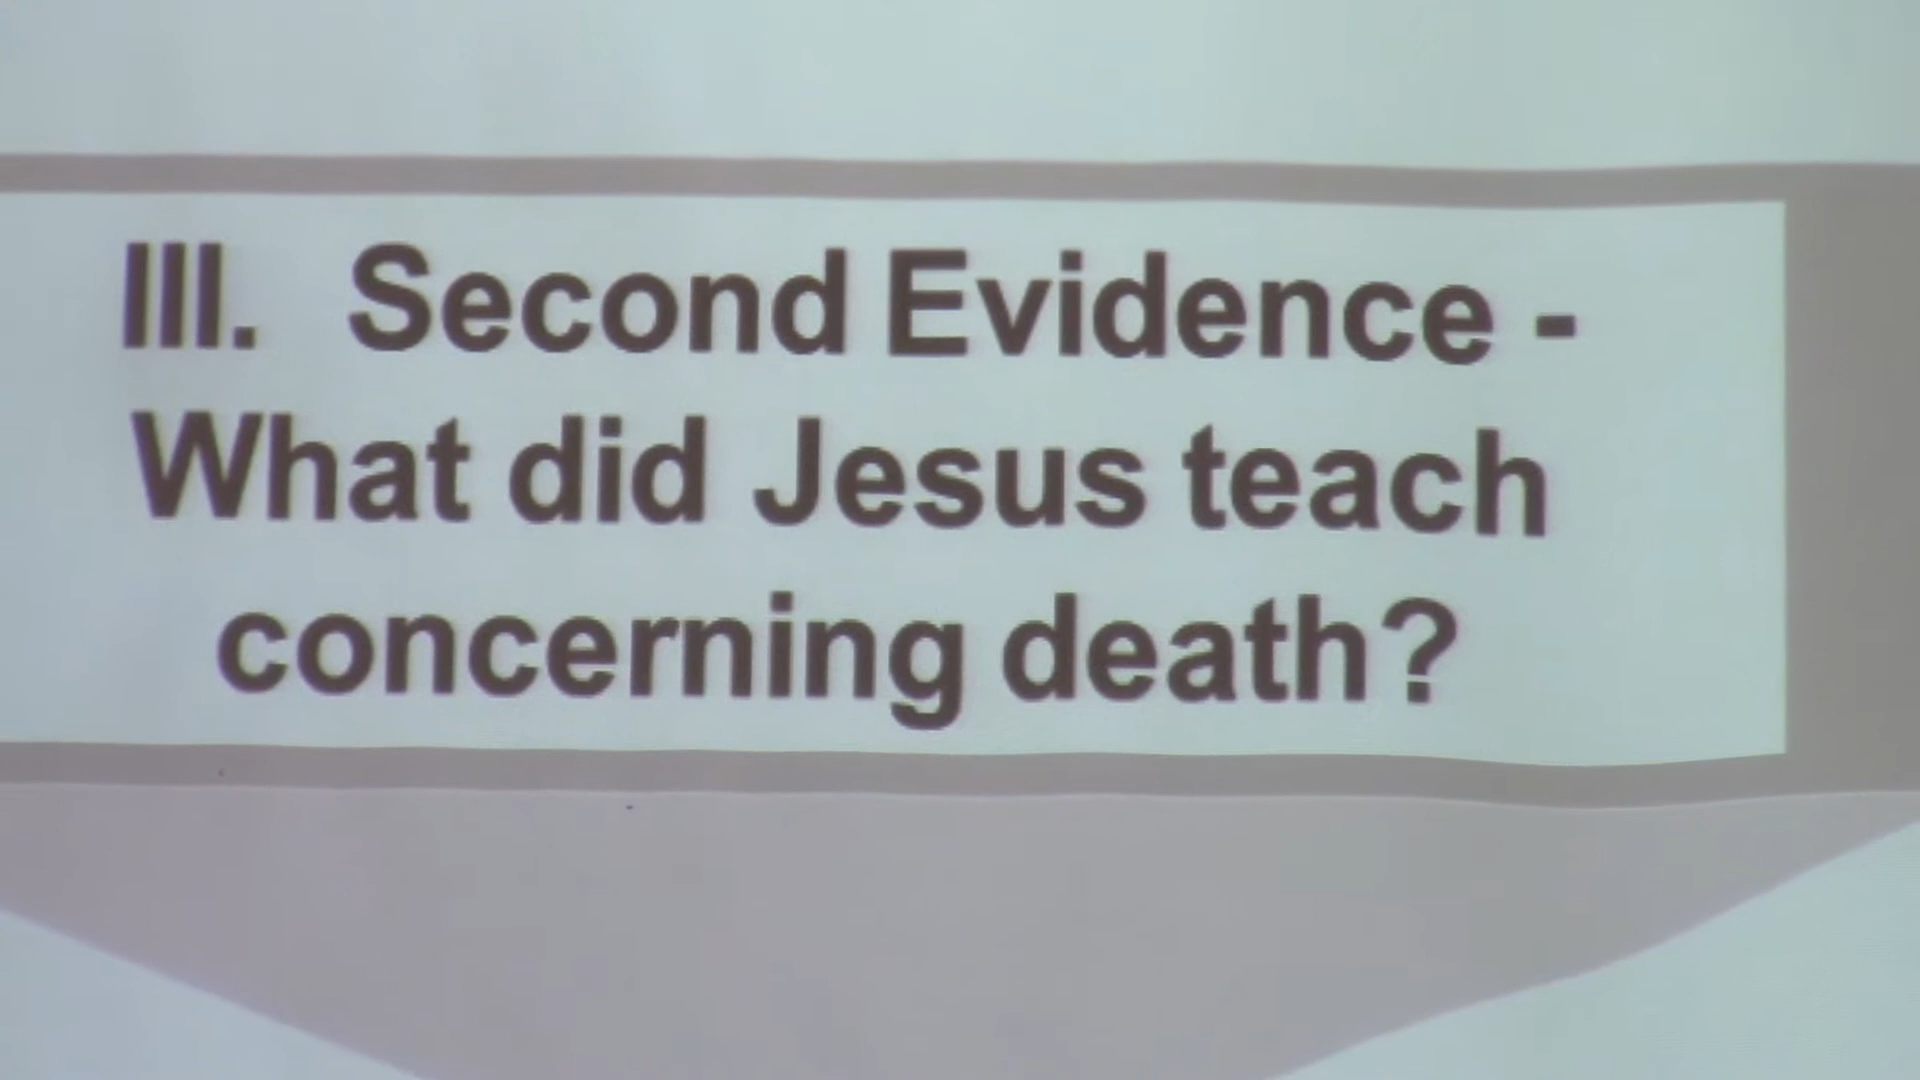 III. Second Evidence -
What did Jesus teach
concerning death?